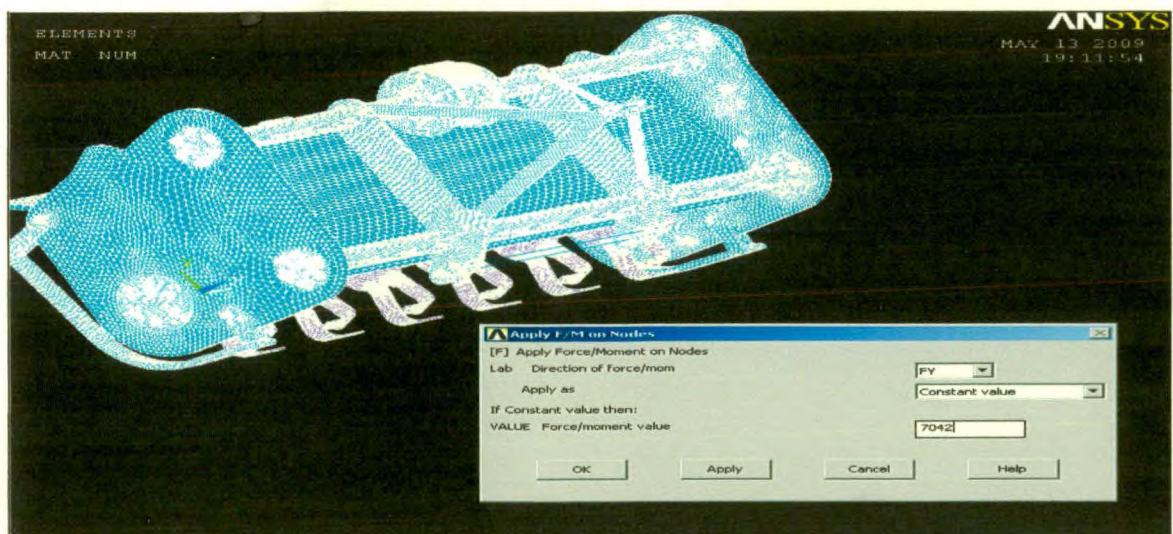 ELEMENTS
MAT NUM
ANSYS
MAY 13 2009
19:11:54
Apply F/M on Nodes
[F] Apply Force/Moment on Nodes
Lab Direction of force/mom
FY
Apply as
Constant value
If Constant value then:
VALUE Force/moment value
7042
OK
Apply
Cancel
Help